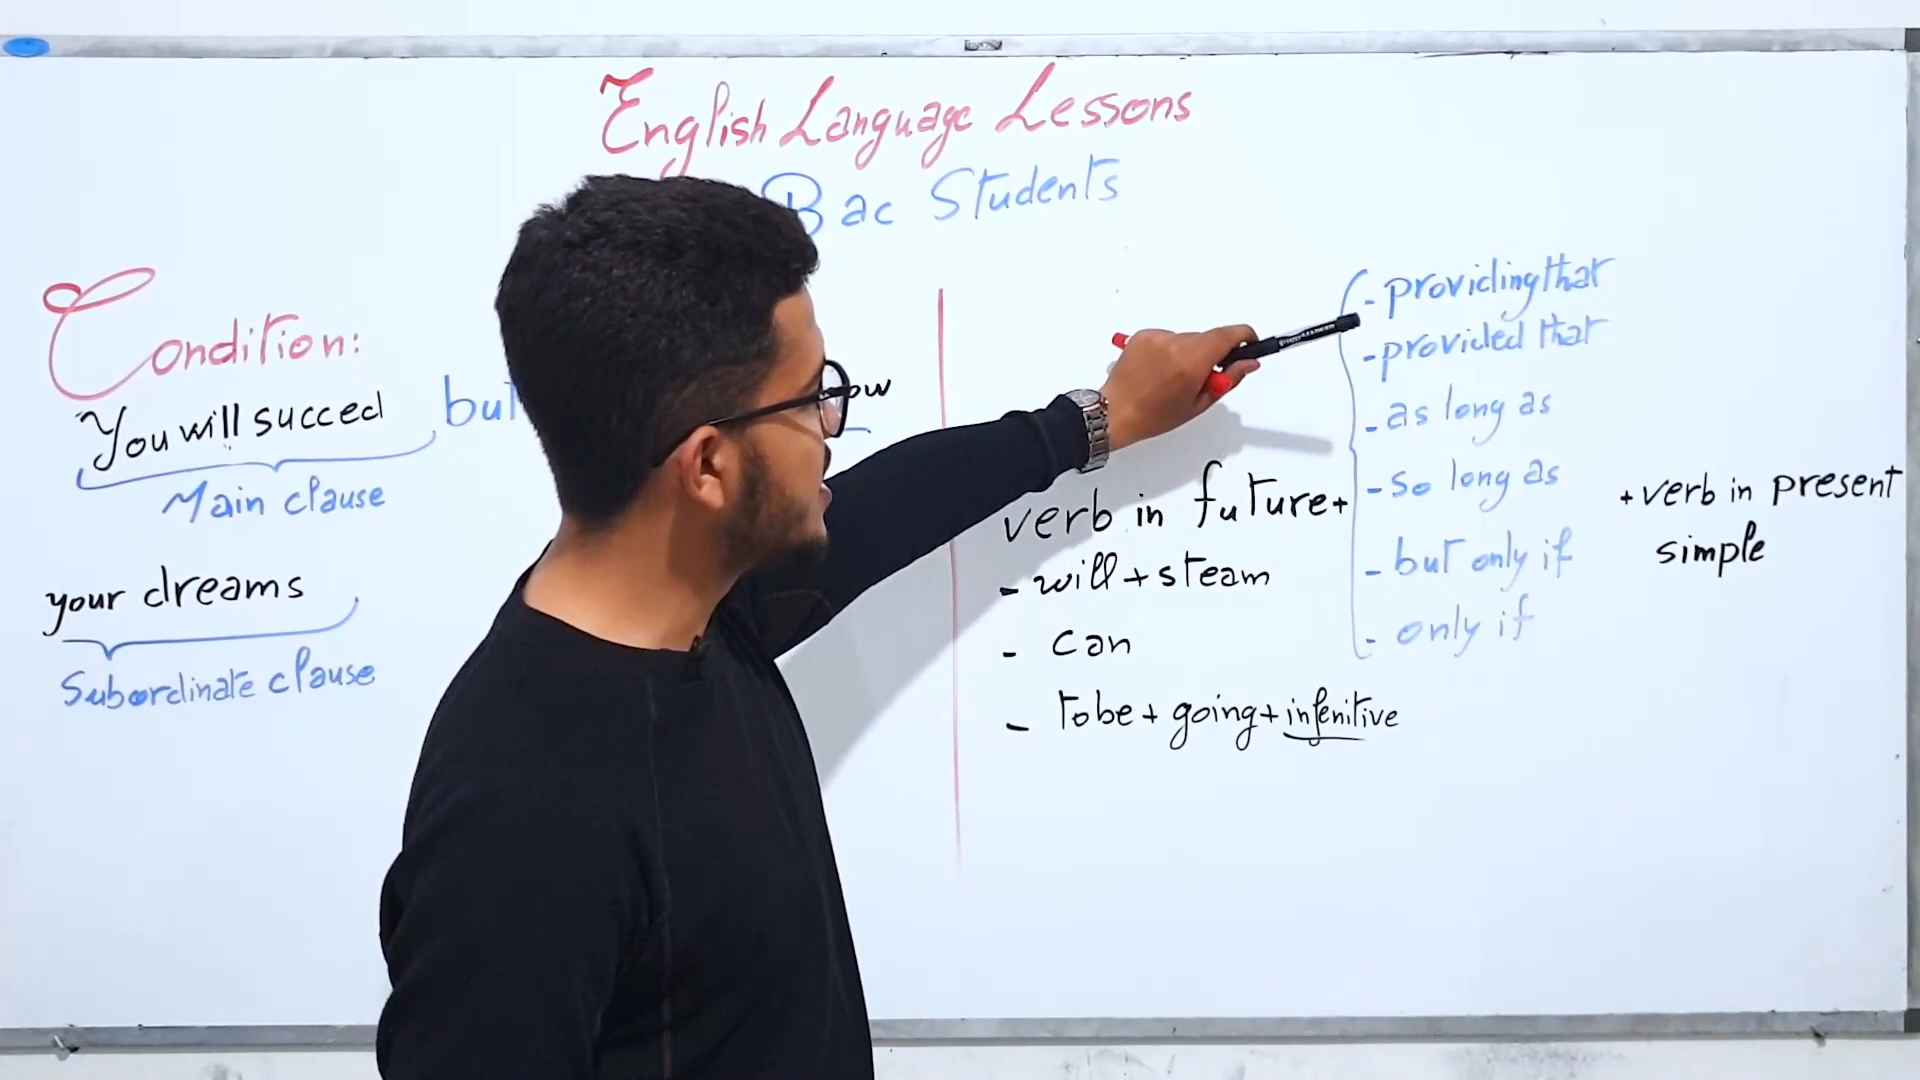 English Language Lessons
Bac Students
Condition:
You will succed but
your dreams
Main clause
Subordinate clause
- providing that
- provided that
- as long as
- so long as
- but only if
- only if
verb in future+
+ verb in present
simple
- will + steam
- can
- to be + going + infenitive